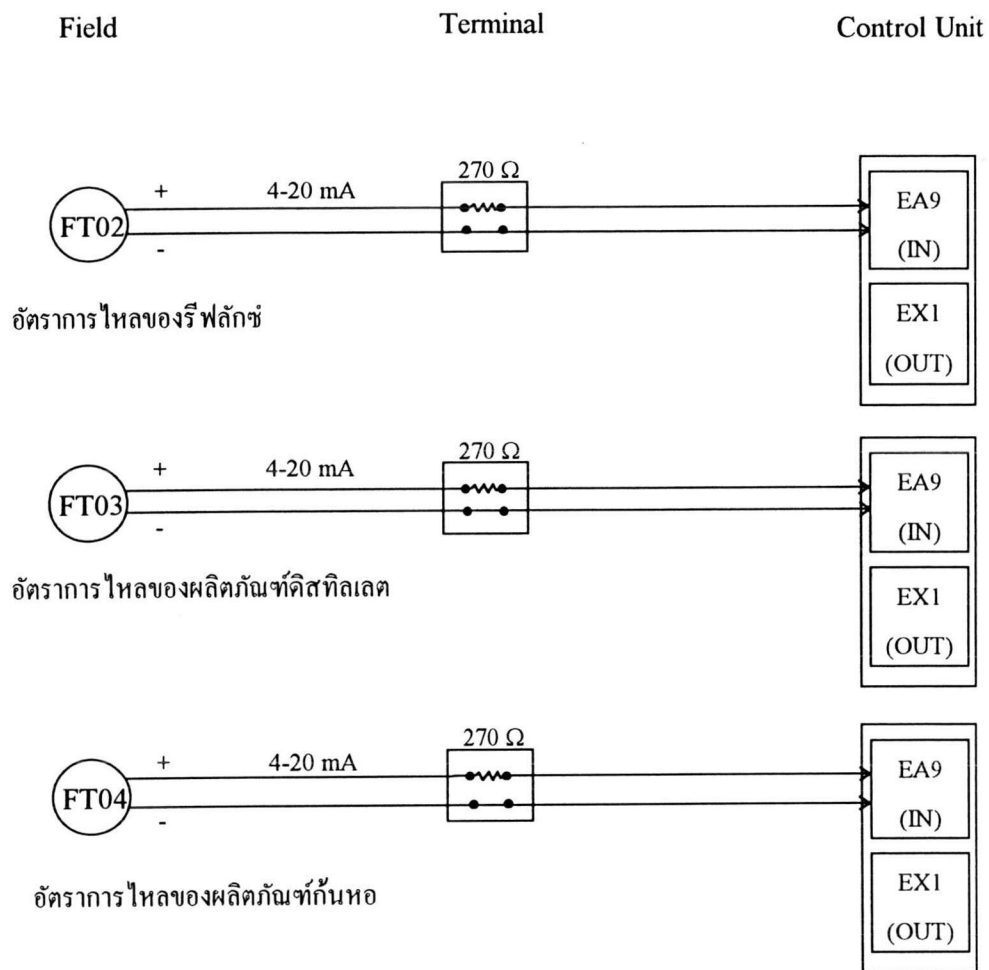 Field Terminal Control Unit
270 Ω
+ 4-20 mA
FT02
-
EA9
(IN)
EX1
(OUT)
อัตราการไหลของรีฟลักซ์
270 Ω
+ 4-20 mA
FT03
-
EA9
(IN)
EX1
(OUT)
อัตราการไหลของผลิตภัณฑ์ดิสทิลเลต
270 Ω
+ 4-20 mA
FT04
-
EA9
(IN)
EX1
(OUT)
อัตราการไหลของผลิตภัณฑ์ก้นหอ